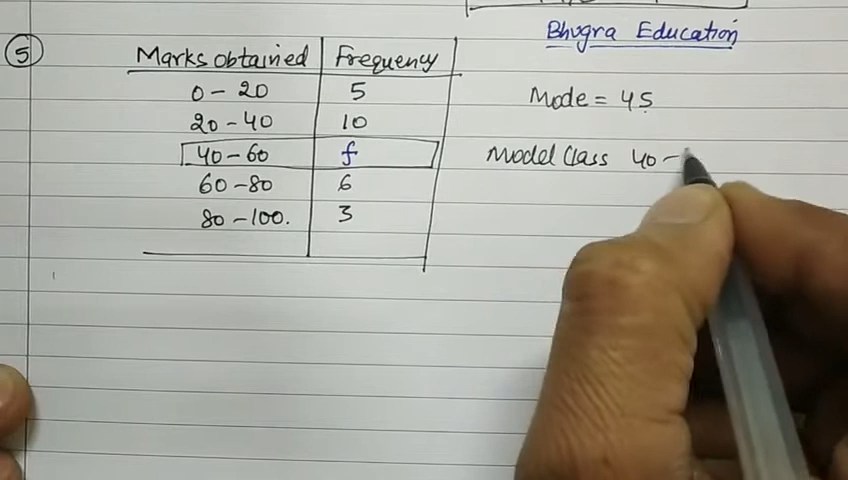 Bhugra Education
5
Marks obtained Frequency
0 - 20 5
20 - 40 10
40 - 60 f
60 - 80 6
80 - 100. 3
Mode = 45
Model Class 40 -